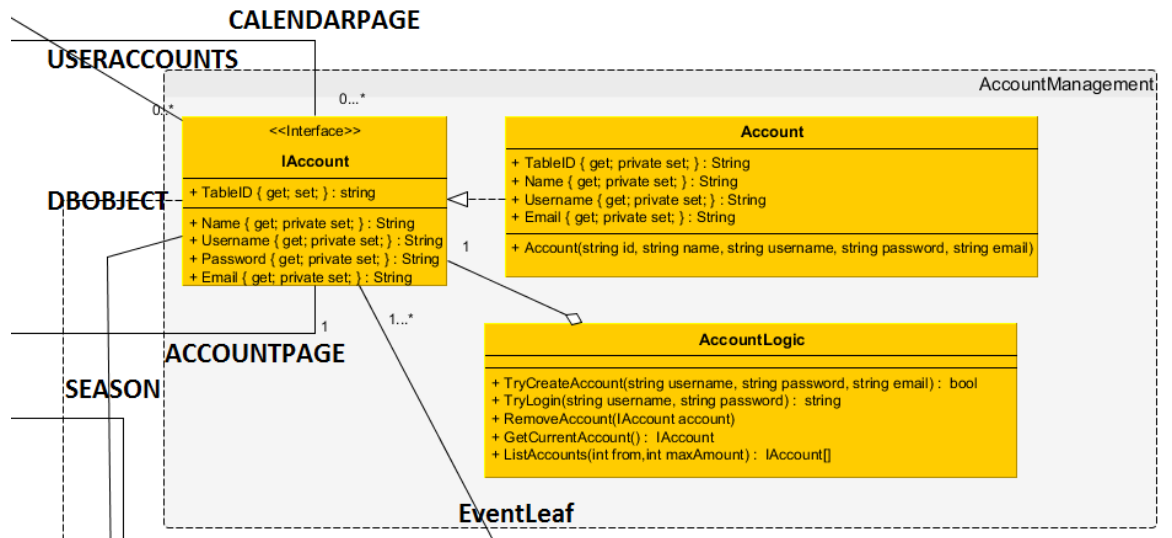 CALENDARPAGE
USERACCOUNTS
AccountManagement
0...*
0...*
<<Interface>>
IAccount
+ TableID { get; set; } : string
+ Name { get; private set; } : String
+ Username { get; private set; } : String
+ Password { get; private set; } : String
+ Email { get; private set; } : String
Account
+ TableID { get; private set; } : String
+ Name { get; private set; } : String
+ Username { get; private set; } : String
+ Email { get; private set; } : String
+ Account(string id, string name, string username, string password, string email)
DBOBJECT
1
1
1...*
ACCOUNTPAGE
SEASON
AccountLogic
+ TryCreateAccount(string username, string password, string email) : bool
+ TryLogin(string username, string password) : string
+ RemoveAccount(IAccount account)
+ GetCurrentAccount() : IAccount
+ ListAccounts(int from,int maxAmount) : IAccount[]
EventLeaf